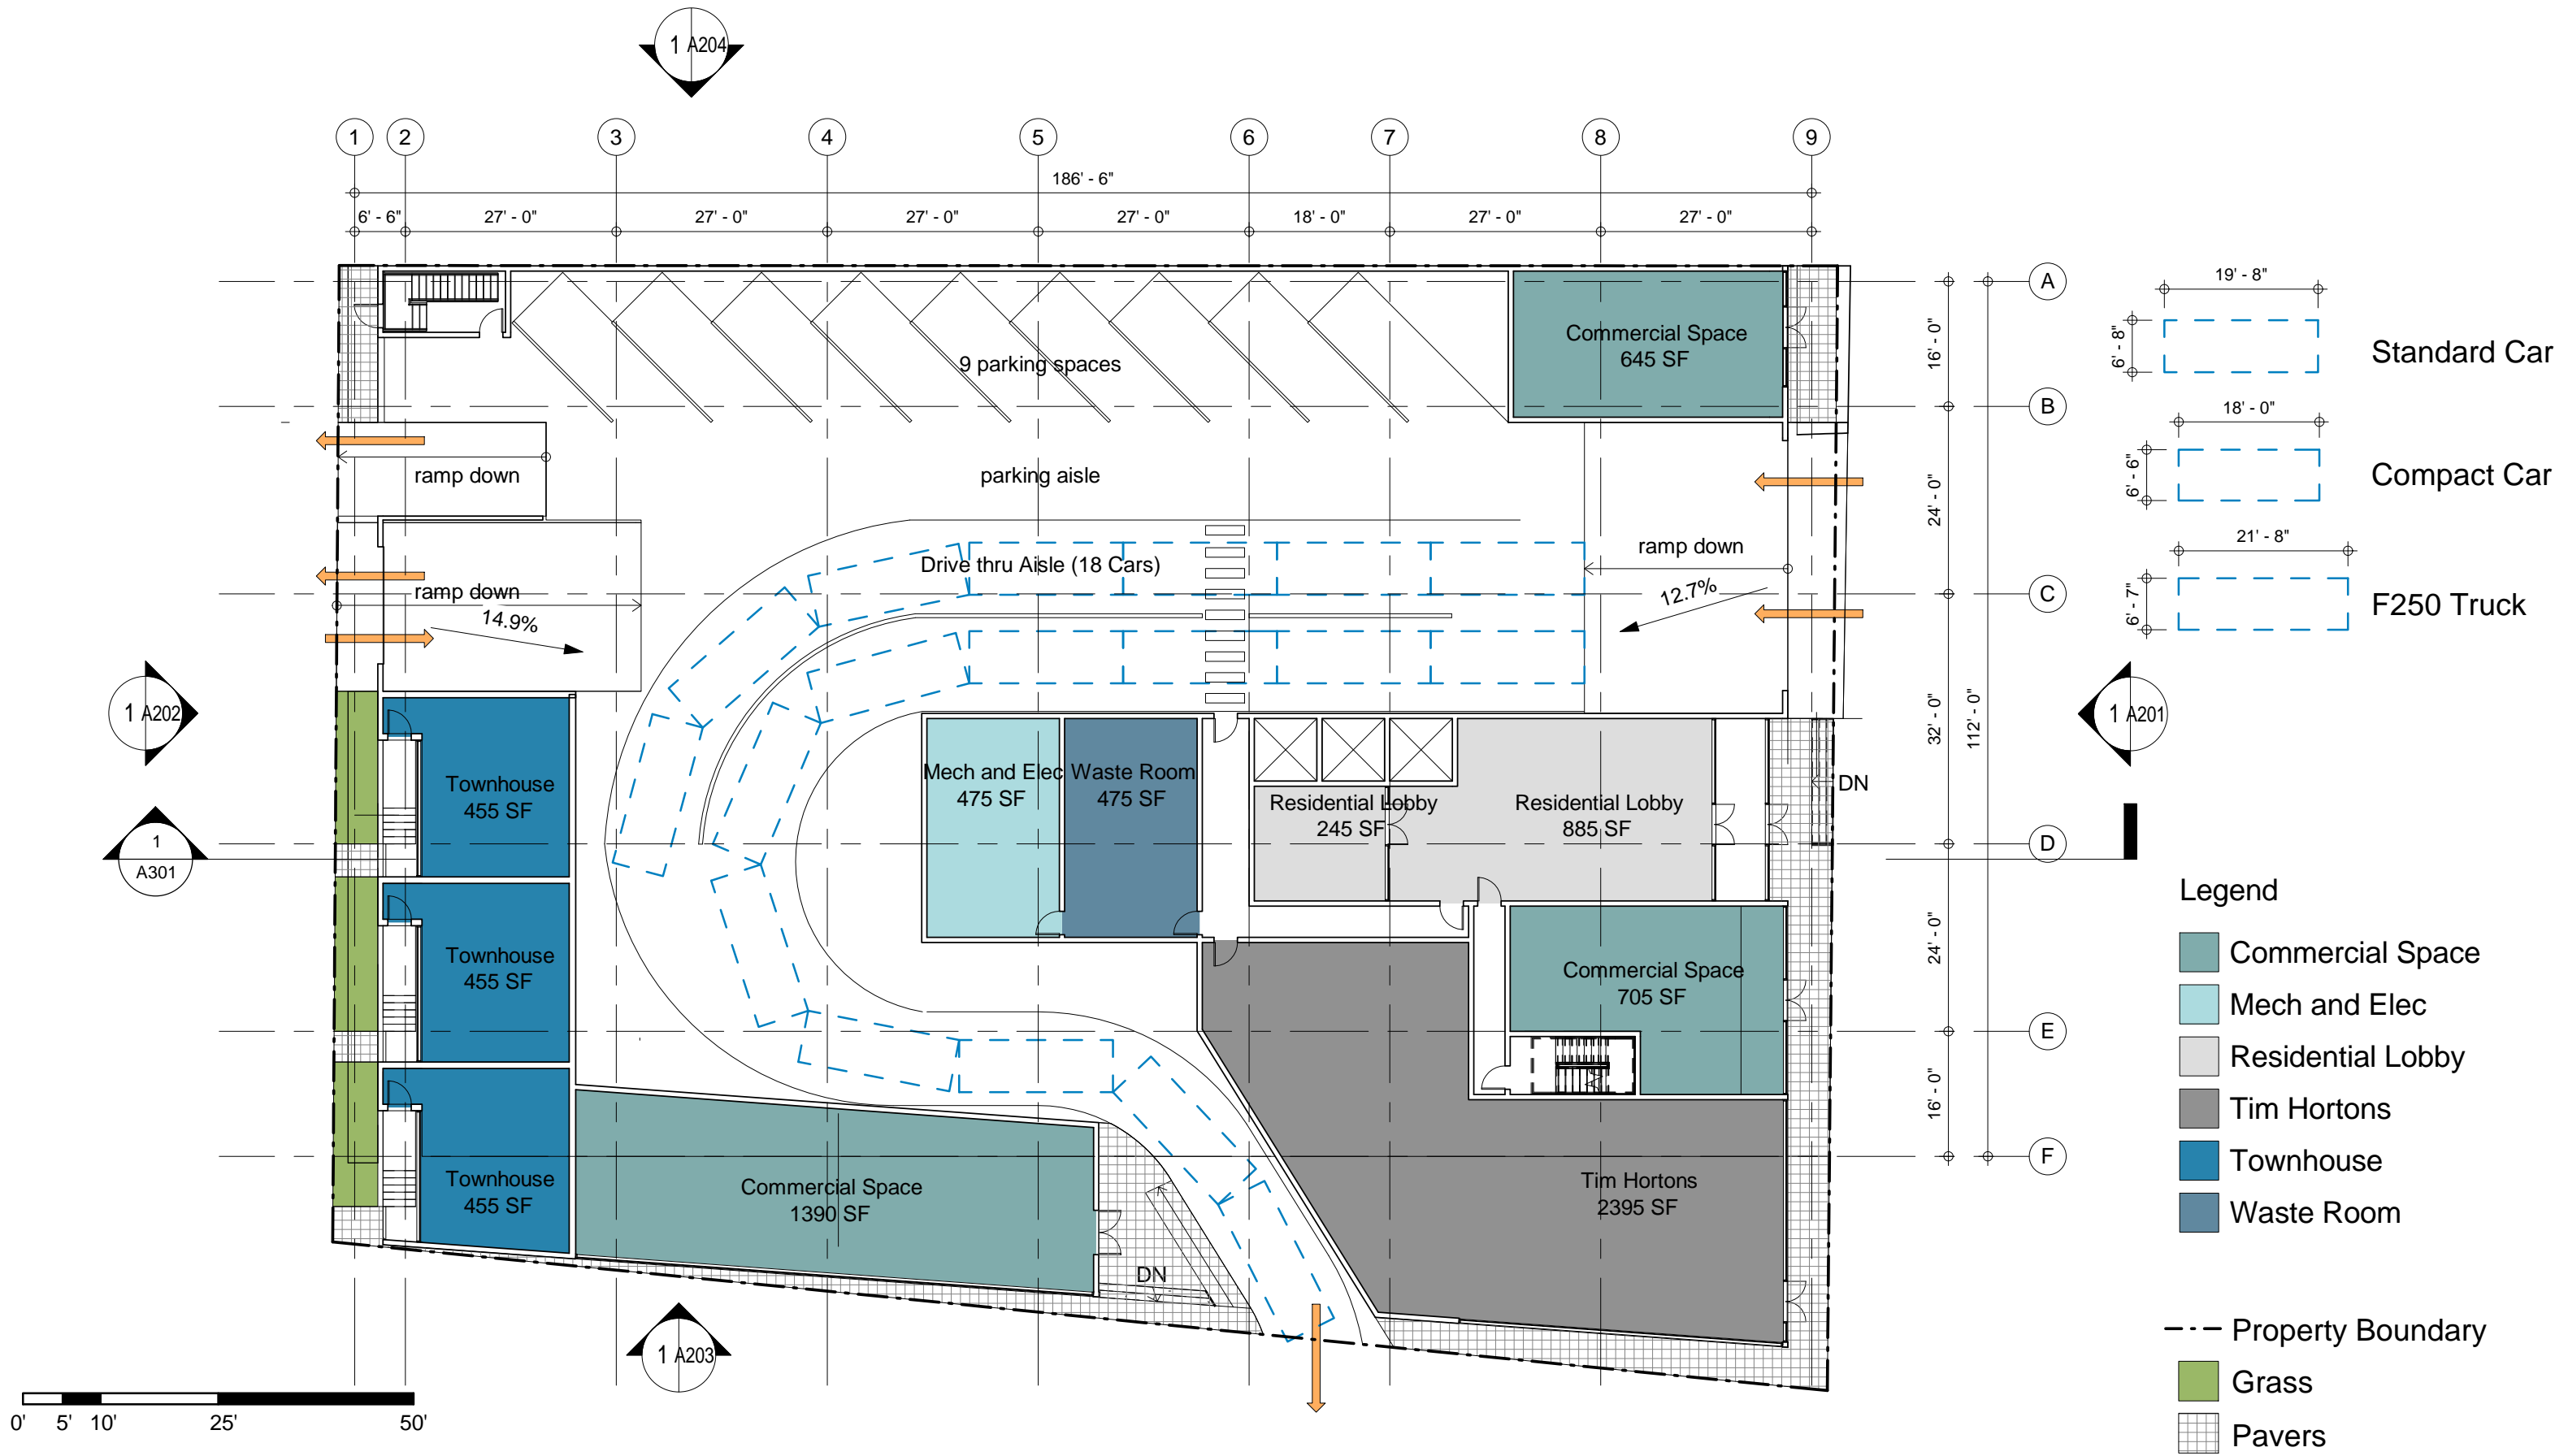 1 A204
1 2 3 4 5 6 7 8 9
186' - 6"
6' - 6" 27' - 0" 27' - 0" 27' - 0" 27' - 0" 18' - 0" 27' - 0" 27' - 0"
A
B
C
D
E
F
16' - 0"
24' - 0"
32' - 0"
112' - 0"
24' - 0"
16' - 0"
Commercial Space
645 SF
9 parking spaces
ramp down
parking aisle
Drive thru Aisle (18 Cars)
ramp down
12.7%
ramp down
14.9%
1 A202
1 A201
1
A301
Townhouse
455 SF
Mech and Elec
475 SF
Waste Room
475 SF
Residential Lobby
245 SF
Residential Lobby
885 SF
DN
Townhouse
455 SF
Commercial Space
705 SF
Townhouse
455 SF
Commercial Space
1390 SF
Tim Hortons
2395 SF
DN
1 A203
0' 5' 10' 25' 50'
19' - 8"
6' - 8"
Standard Car
18' - 0"
6' - 6"
Compact Car
21' - 8"
6' - 7"
F250 Truck
Legend
Commercial Space
Mech and Elec
Residential Lobby
Tim Hortons
Townhouse
Waste Room
Property Boundary
Grass
Pavers